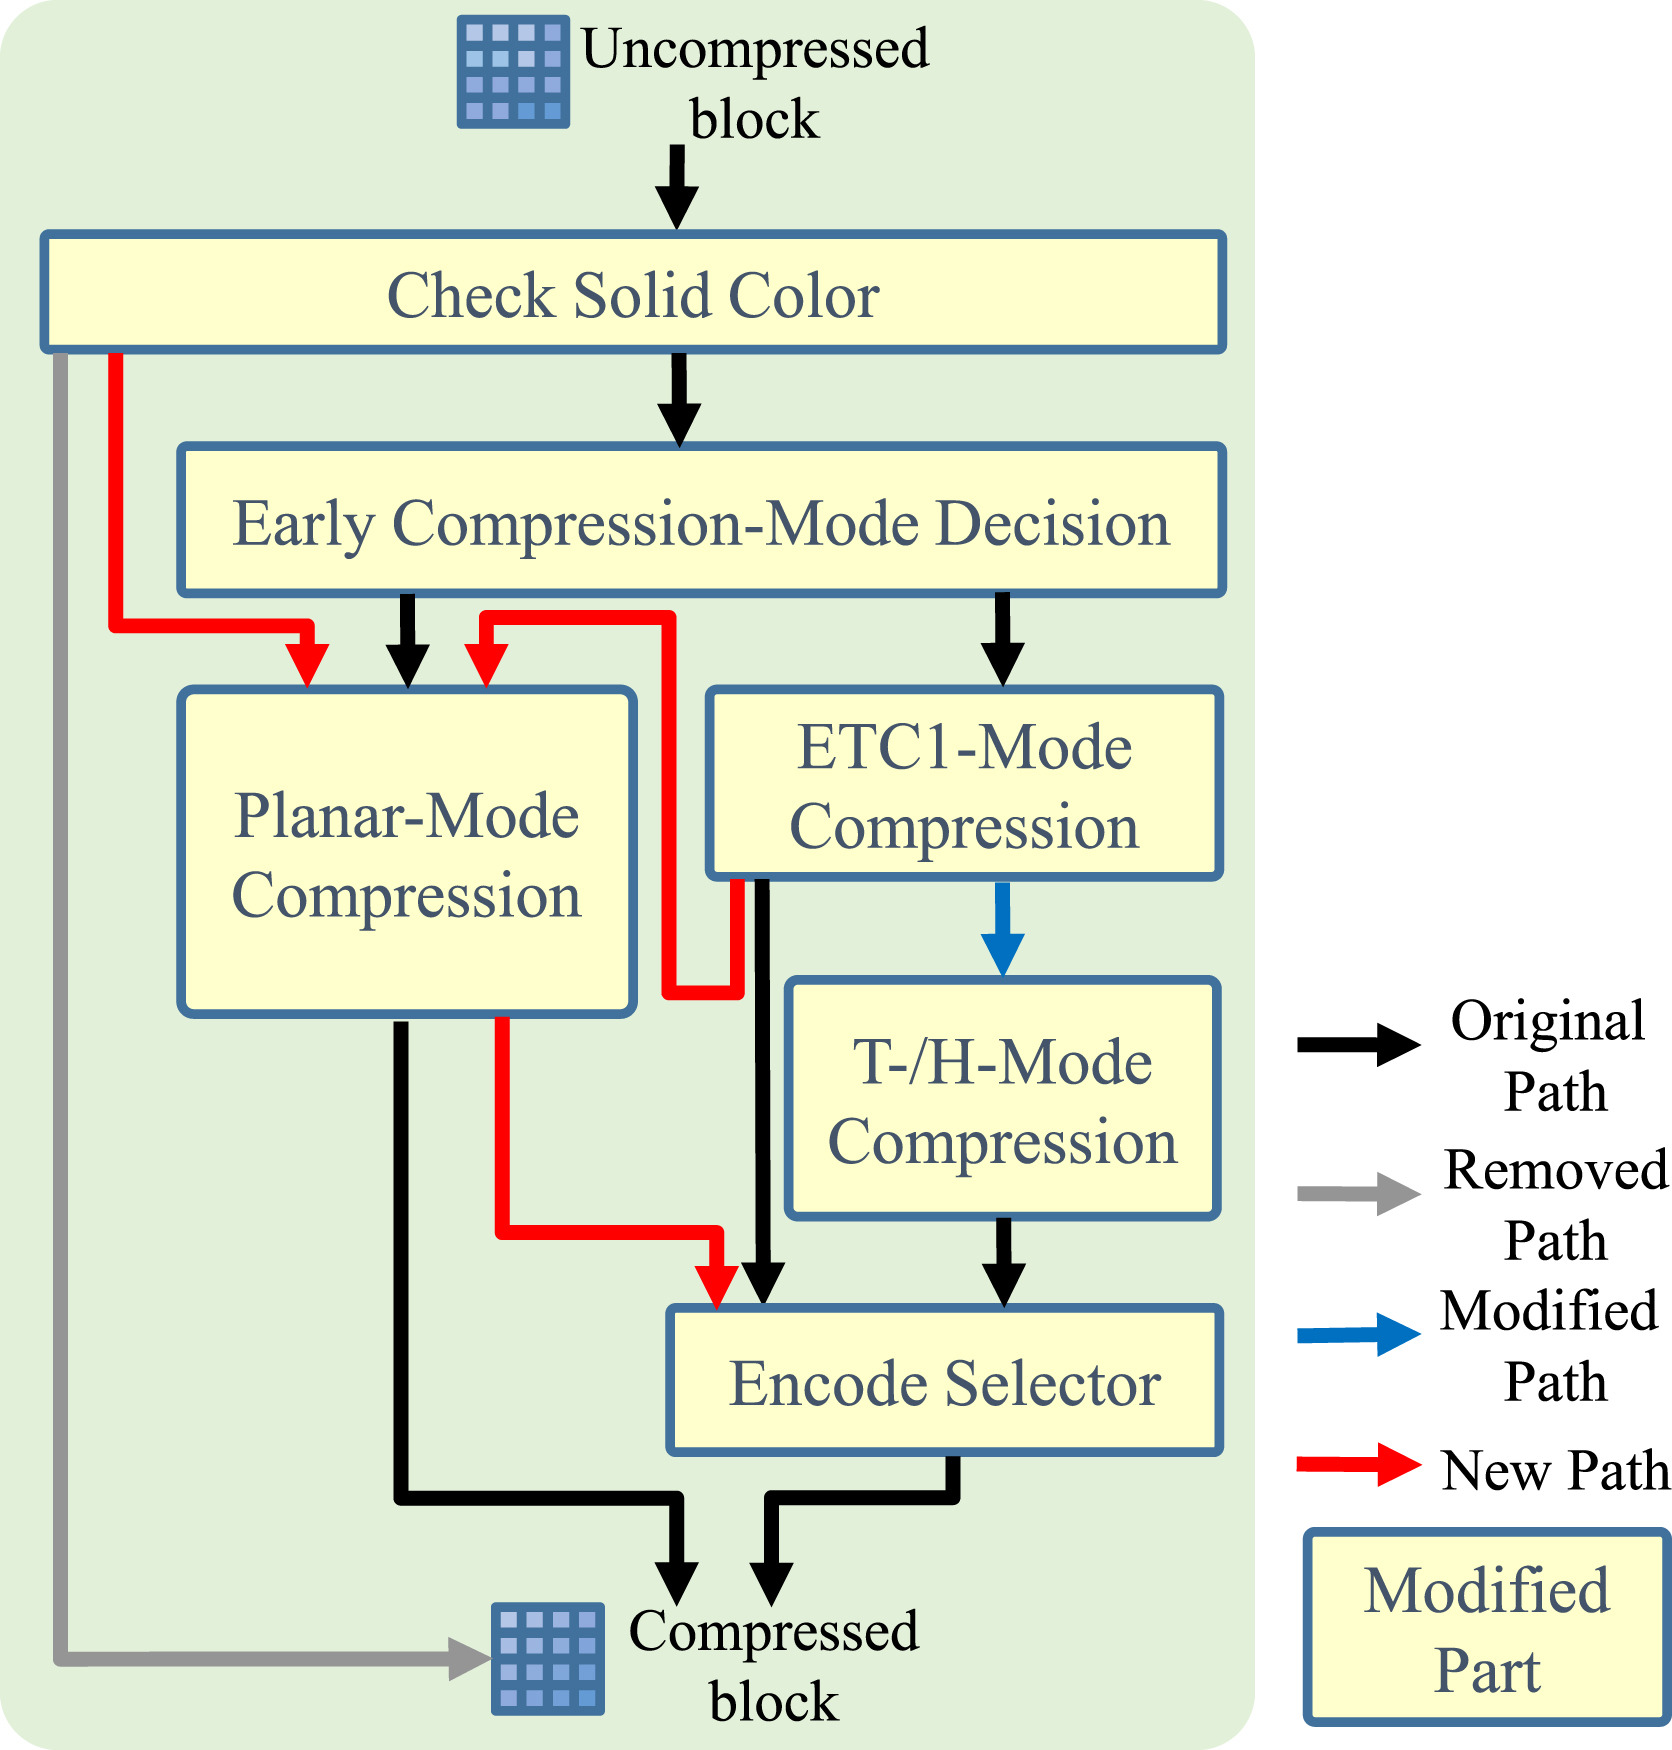 Uncompressed
block
Check Solid Color
Early Compression-Mode Decision
Planar-Mode
Compression
ETC1-Mode
Compression
T-/H-Mode
Compression
Encode Selector
Compressed
block
Original
Path
Removed
Path
Modified
Path
New Path
Modified
Part